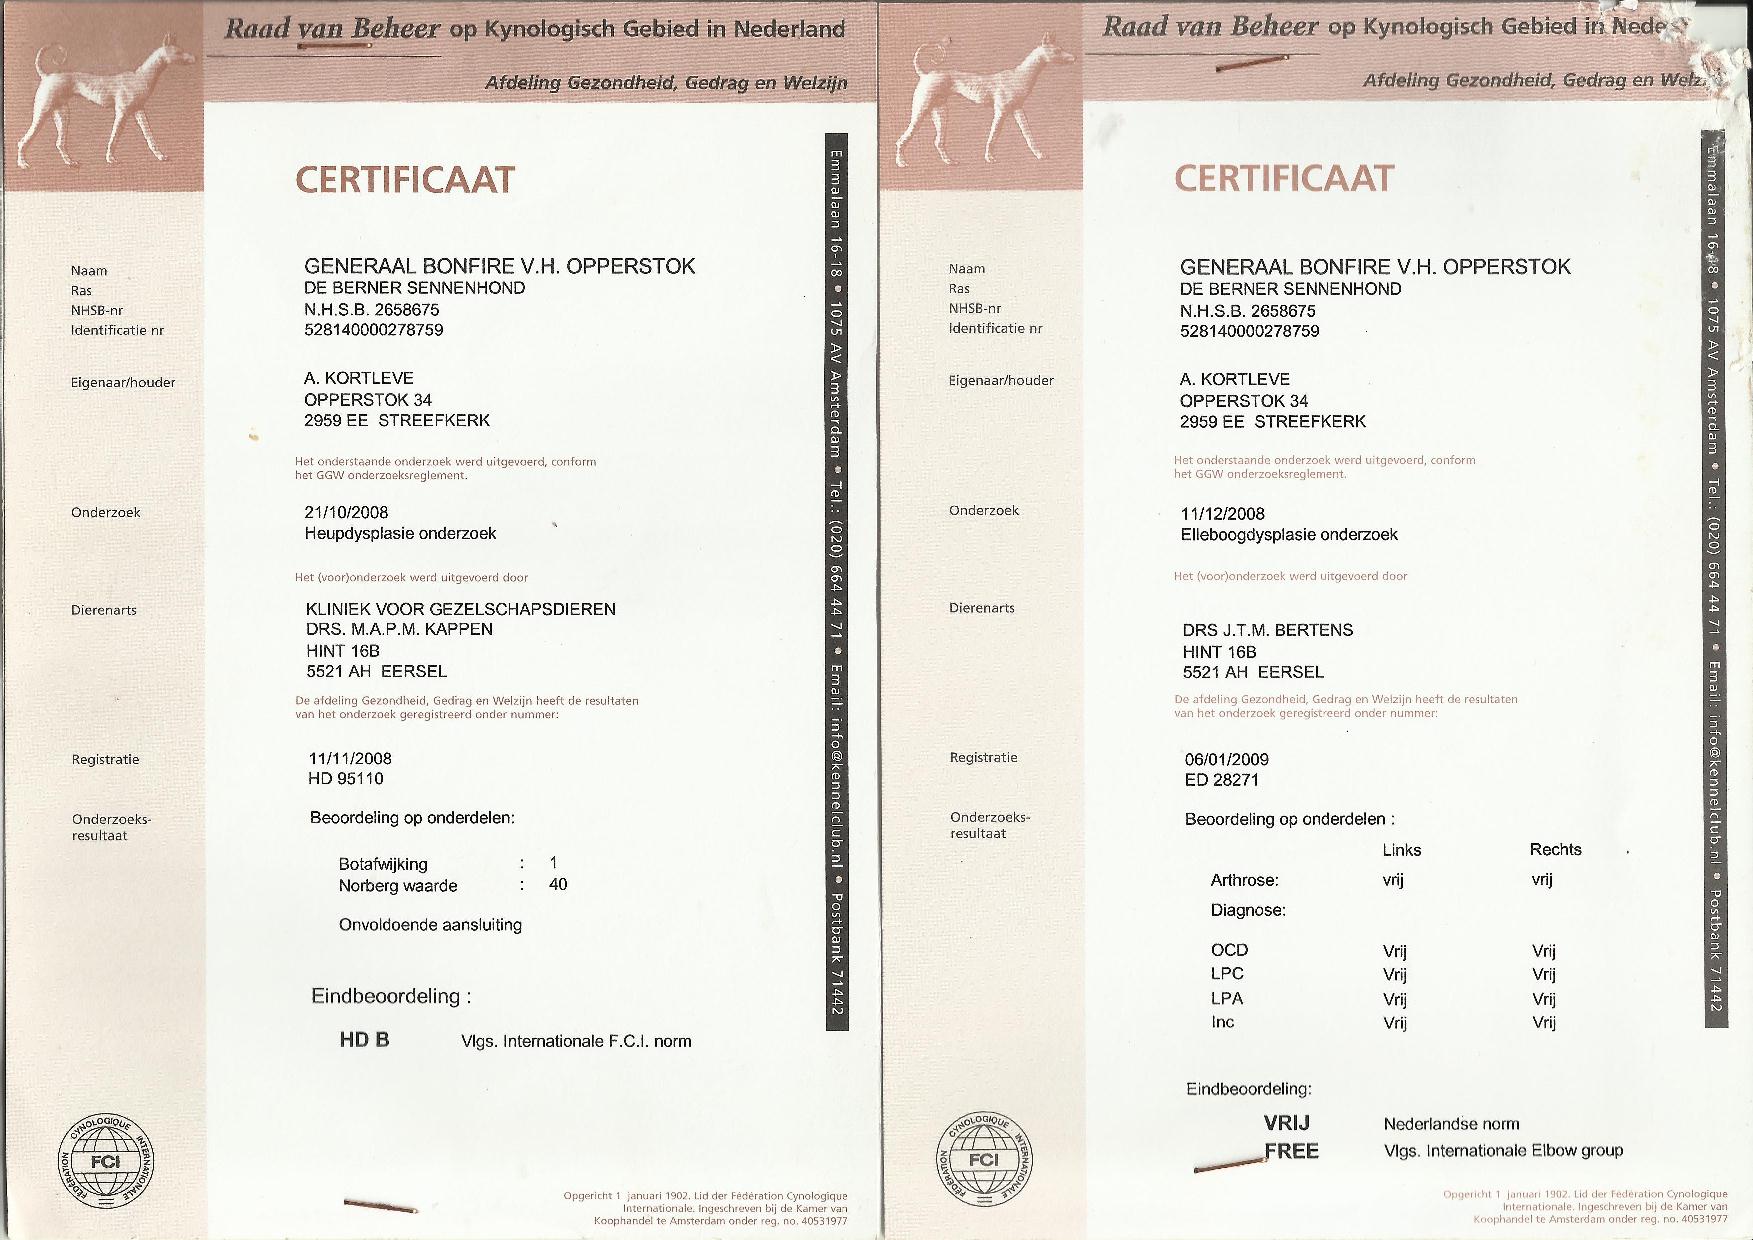 Raad van Beheer op Kynologisch Gebied in Nederland
Afdeling Gezondheid, Gedrag en Welzijn
CERTIFICAAT
Naam GENERAAL BONFIRE V.H. OPPERSTOK
Ras DE BERNER SENNENHOND
NHSB-nr N.H.S.B. 2658675
Identificatie nr 528140000278759
Eigenaar/houder A. KORTLEVE
OPPERSTOK 34
2959 EE STREEFKERK
Het onderstaande onderzoek werd uitgevoerd, conform
het GGW onderzoeksreglement.
Onderzoek 21/10/2008
Heupdysplasie onderzoek
Het (voor)onderzoek werd uitgevoerd door
Dierenarts KLINIEK VOOR GEZELSCHAPSDIEREN
DRS. M.A.P.M. KAPPEN
HINT 16B
5521 AH EERSEL
De afdeling Gezondheid, Gedrag en Welzijn heeft de resultaten
van het onderzoek geregistreerd onder nummer:
Registratie 11/11/2008
HD 95110
Onderzoeks-
resultaat
Beoordeling op onderdelen:
Botafwijking : 1
Norberg waarde : 40
Onvoldoende aansluiting
Eindbeoordeling :
HD B Vlgs. Internationale F.C.I. norm
FEDERATION CYNOLOGIQUE INTERNATIONALE
FCI
Opgericht 1 januari 1902. Lid der Fédération Cynologique
Internationale. Ingeschreven bij de Kamer van
Koophandel te Amsterdam onder reg. no. 40531977
Emmalaan 16-18 • 1075 AV Amsterdam • Tel.: (020) 664 44 71 • Email: info@kennelclub.nl • Postbank 71442
Raad van Beheer op Kynologisch Gebied in Nede
Afdeling Gezondheid, Gedrag en Welz
CERTIFICAAT
Naam GENERAAL BONFIRE V.H. OPPERSTOK
Ras DE BERNER SENNENHOND
NHSB-nr N.H.S.B. 2658675
Identificatie nr 528140000278759
Eigenaar/houder A. KORTLEVE
OPPERSTOK 34
2959 EE STREEFKERK
Het onderstaande onderzoek werd uitgevoerd, conform
het GGW onderzoeksreglement.
Onderzoek 11/12/2008
Elleboogdysplasie onderzoek
Het (voor)onderzoek werd uitgevoerd door
Dierenarts
DRS J.T.M. BERTENS
HINT 16B
5521 AH EERSEL
De afdeling Gezondheid, Gedrag en Welzijn heeft de resultaten
van het onderzoek geregistreerd onder nummer:
Registratie 06/01/2009
ED 28271
Onderzoeks-
resultaat
Beoordeling op onderdelen :
Links Rechts
Arthrose: vrij vrij
Diagnose:
OCD Vrij Vrij
LPC Vrij Vrij
LPA Vrij Vrij
Inc Vrij Vrij
Eindbeoordeling:
VRIJ Nederlandse norm
FREE Vlgs. Internationale Elbow group
FEDERATION CYNOLOGIQUE INTERNATIONALE
FCI
Opgericht 1 januari 1902. Lid der Fédération Cynologique
Internationale. Ingeschreven bij de Kamer van
Koophandel te Amsterdam onder reg. no. 40531977
Emmalaan 16-18 • 1075 AV Amsterdam • Tel.: (020) 664 44 71 • Email: info@kennelclub.nl • Postbank 71442